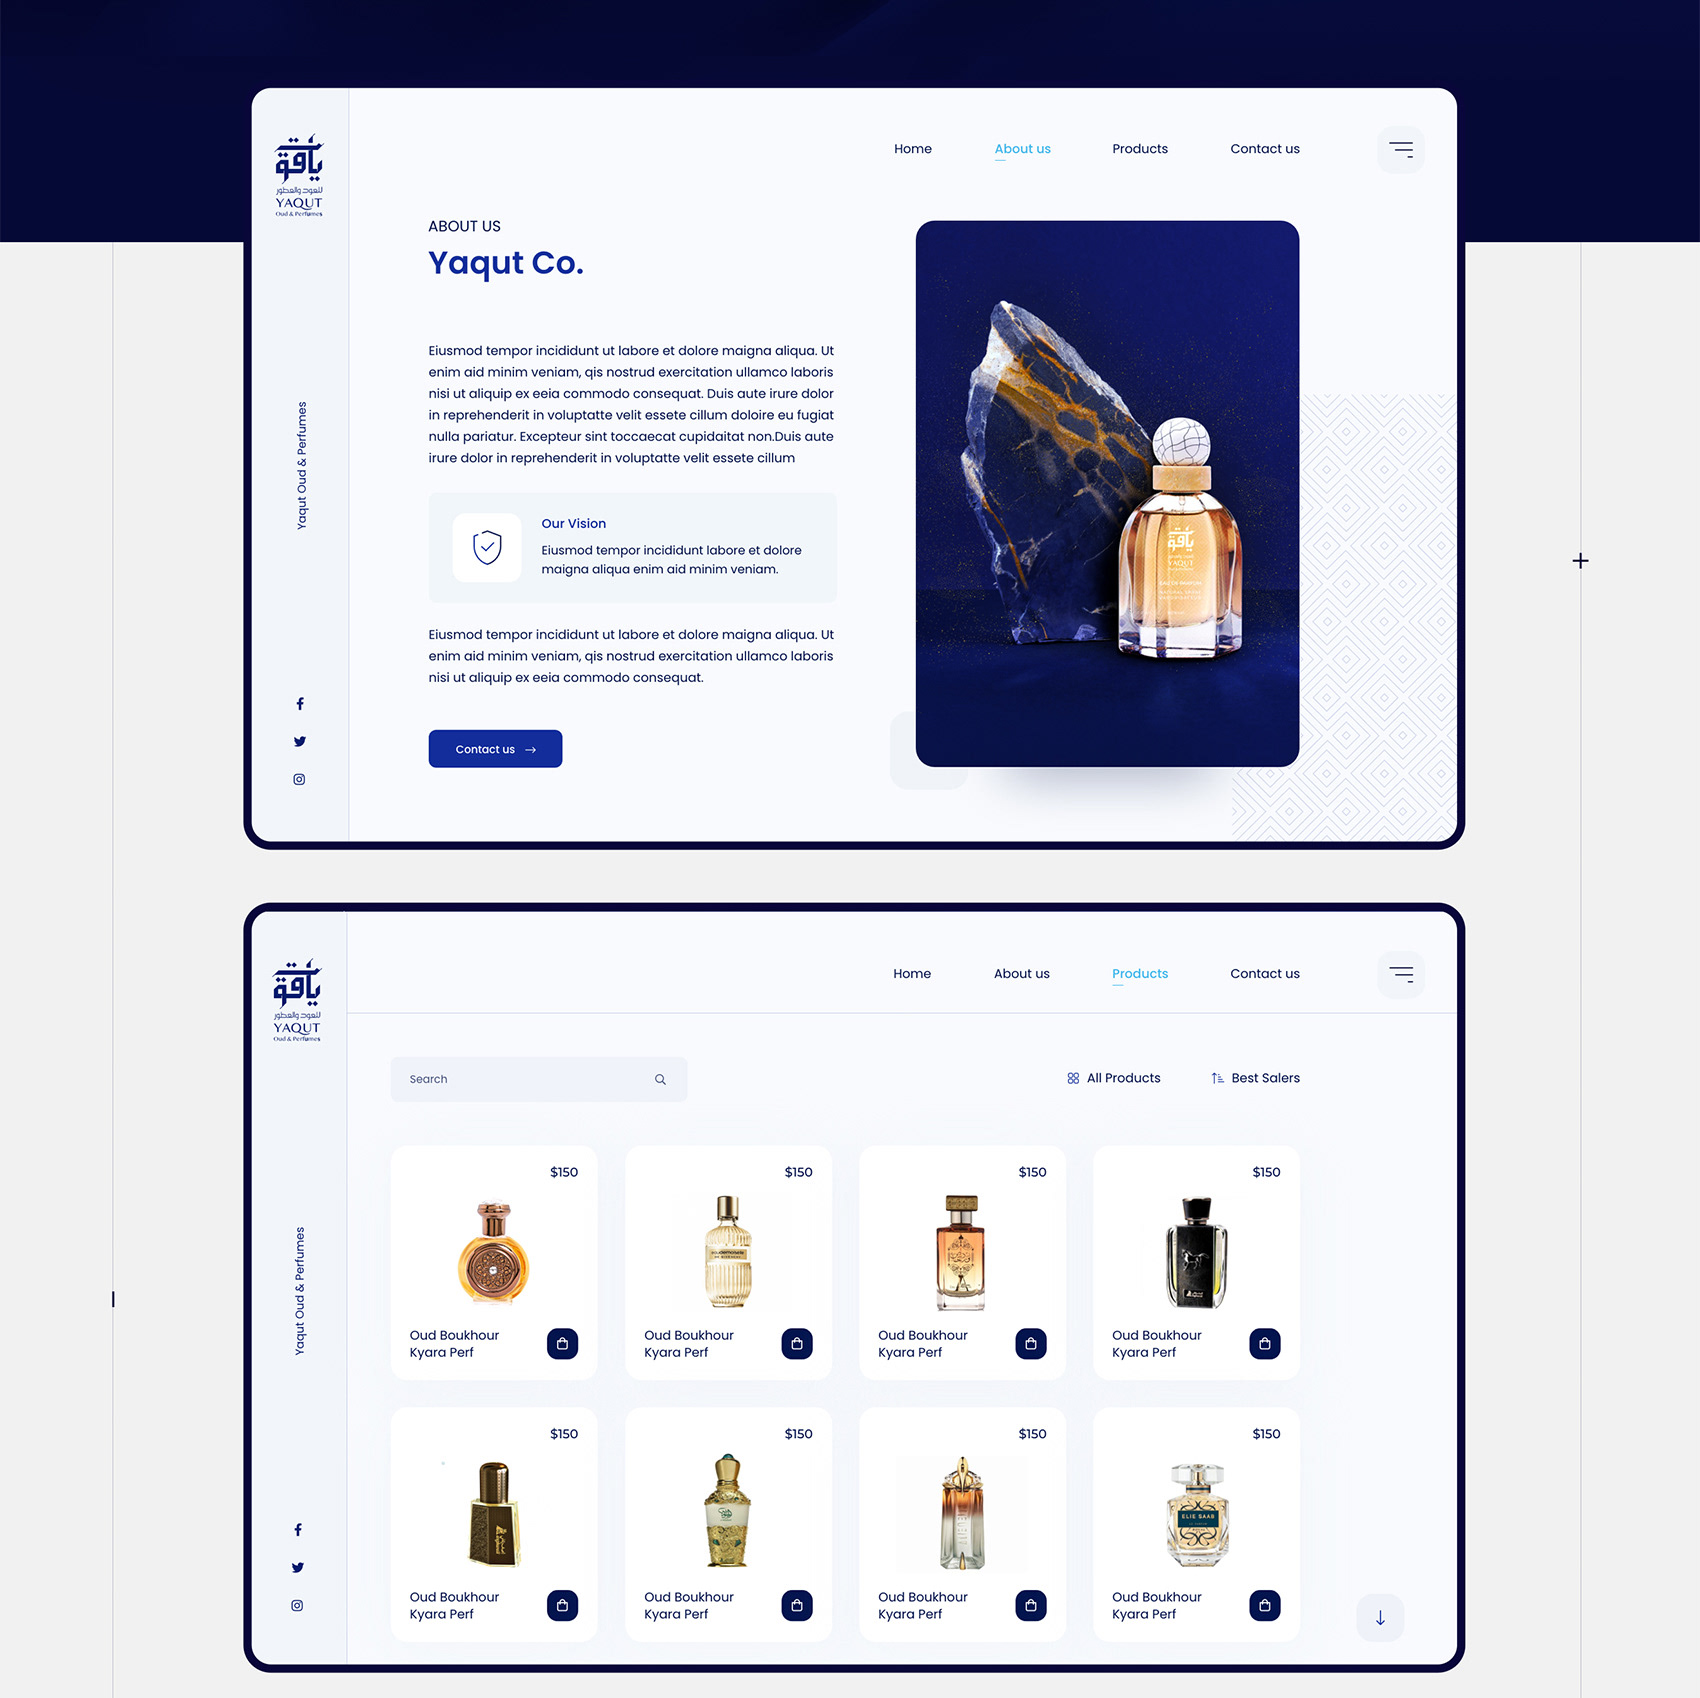 ياقة
للعود والعطور
YAQUT
Oud & Perfumes
Home
About us
Products
Contact us
ABOUT US
Yaqut Co.
Eiusmod tempor incididunt ut labore et dolore maigna aliqua. Ut
enim aid minim veniam, qis nostrud exercitation ullamco laboris
nisi ut aliquip ex eeia commodo consequat. Duis aute irure dolor
in reprehenderit in voluptatte velit essete cillum doloire eu fugiat
nulla pariatur. Excepteur sint toccaecat cupidaitat non.Duis aute
irure dolor in reprehenderit in voluptatte velit essete cillum
Our Vision
Eiusmod tempor incididunt labore et dolore
maigna aliqua enim aid minim veniam.
Eiusmod tempor incididunt ut labore et dolore maigna aliqua. Ut
enim aid minim veniam, qis nostrud exercitation ullamco laboris
nisi ut aliquip ex eeia commodo consequat.
Contact us
Yaqut Oud & Perfumes
ياقة
YAQUT
ياقة
للعود والعطور
YAQUT
Oud & Perfumes
Home
About us
Products
Contact us
Search
All Products
Best Salers
Yaqut Oud & Perfumes
$150
Oud Boukhour
Kyara Perf
$150
Oud Boukhour
Kyara Perf
$150
Oud Boukhour
Kyara Perf
$150
Oud Boukhour
Kyara Perf
$150
Oud Boukhour
Kyara Perf
$150
Oud Boukhour
Kyara Perf
$150
Oud Boukhour
Kyara Perf
$150
ELIE SAAB
Oud Boukhour
Kyara Perf